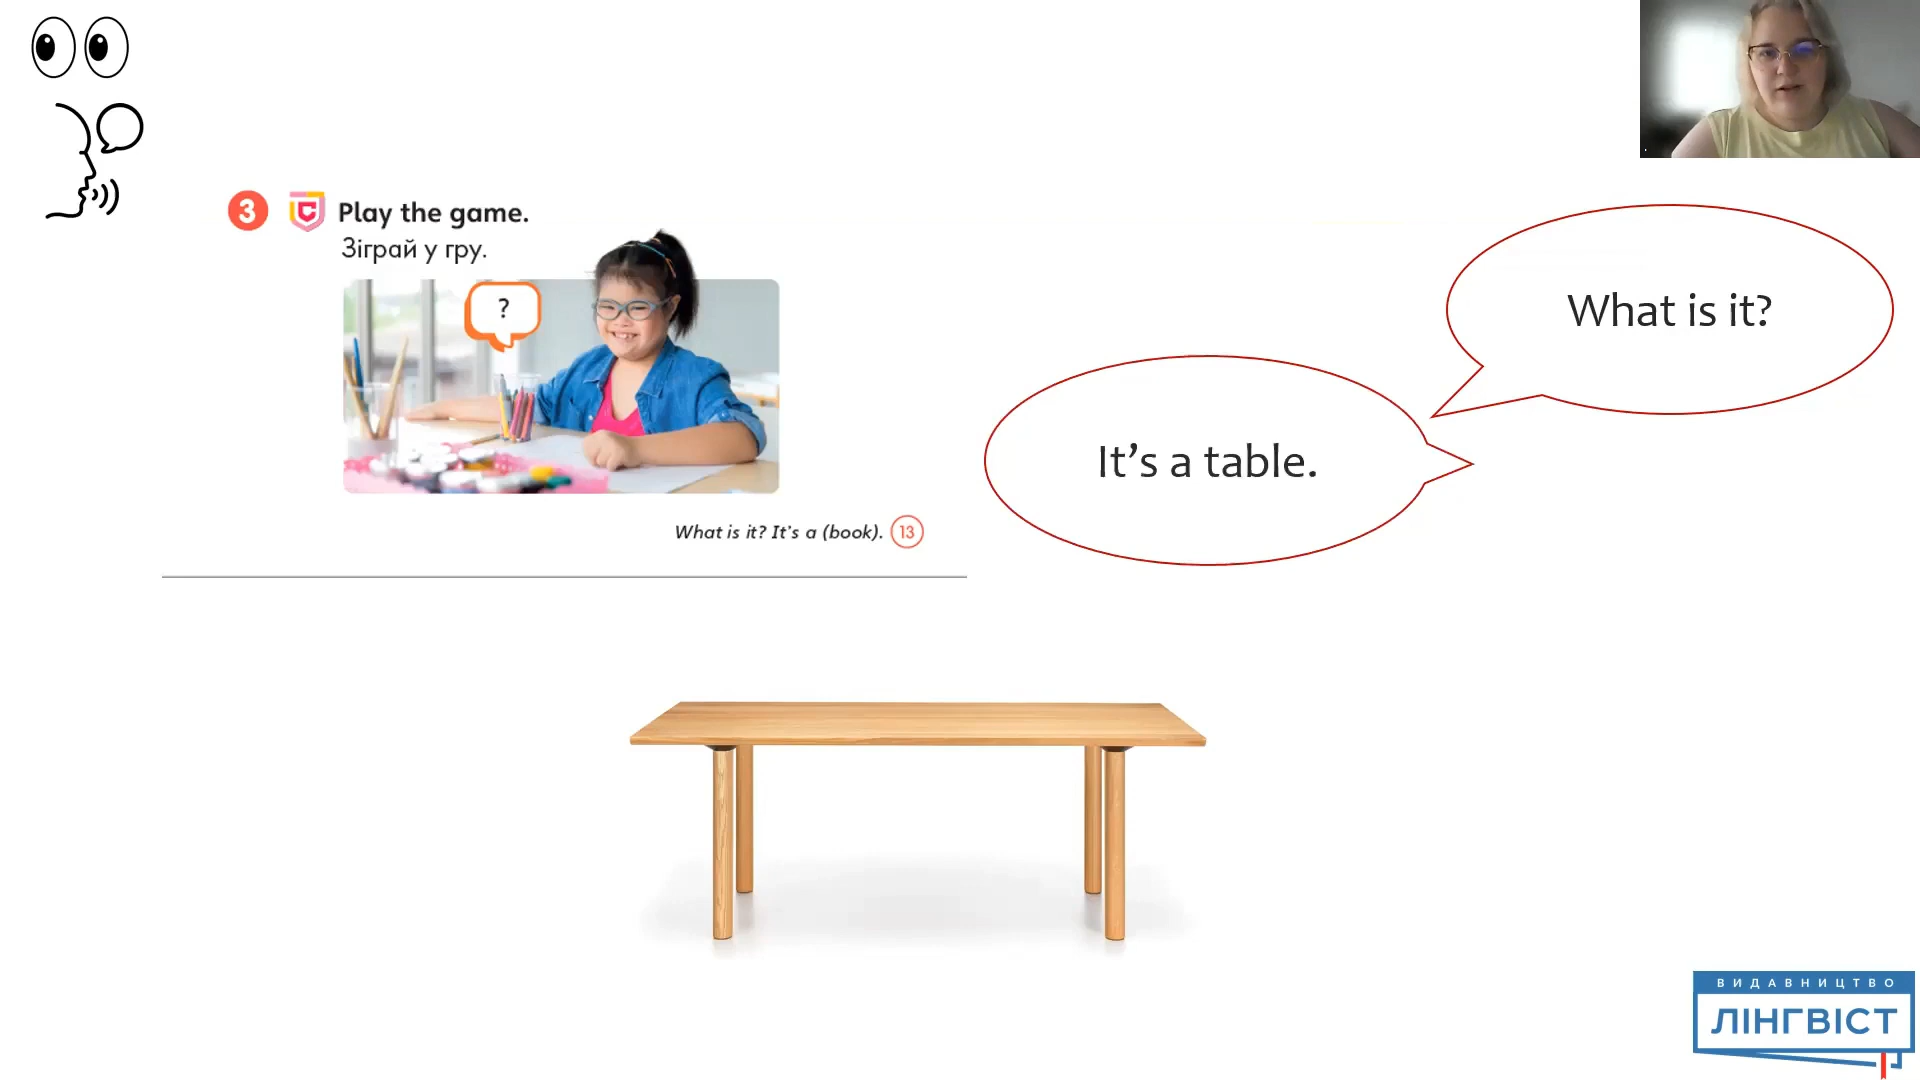 3 Play the game.
Зіграй у гру.
?
What is it? It's a (book). 13
What is it?
It's a table.
ВИДАВНИЦТВО
ЛІНГВІСТ